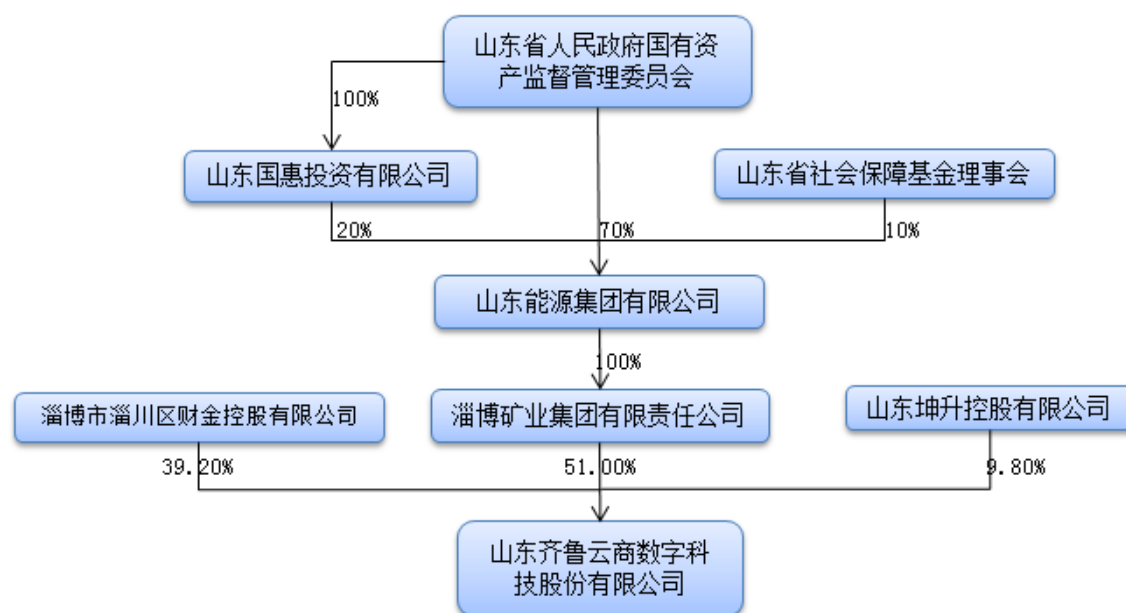 山东省人民政府国有资
产监督管理委员会
100%
山东国惠投资有限公司
山东省社会保障基金理事会
20%
70%
10%
山东能源集团有限公司
100%
淄博市淄川区财金控股有限公司
淄博矿业集团有限责任公司
山东坤升控股有限公司
39.20%
51.00%
9.80%
山东齐鲁云商数字科
技股份有限公司